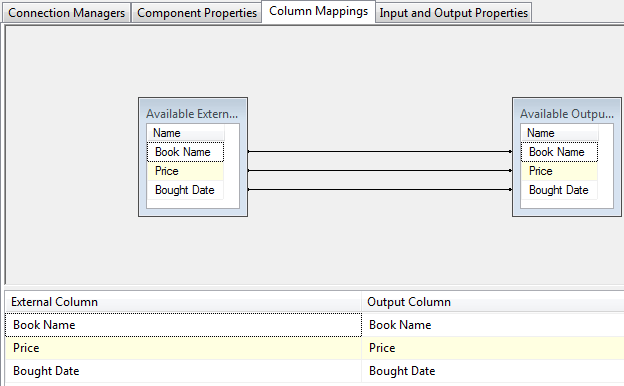 Connection Managers Component Properties Column Mappings Input and Output Properties
Available Extern... Available Outpu...
Name Name
Book Name Book Name
Price Price
Bought Date Bought Date
External Column Output Column
Book Name Book Name
Price Price
Bought Date Bought Date